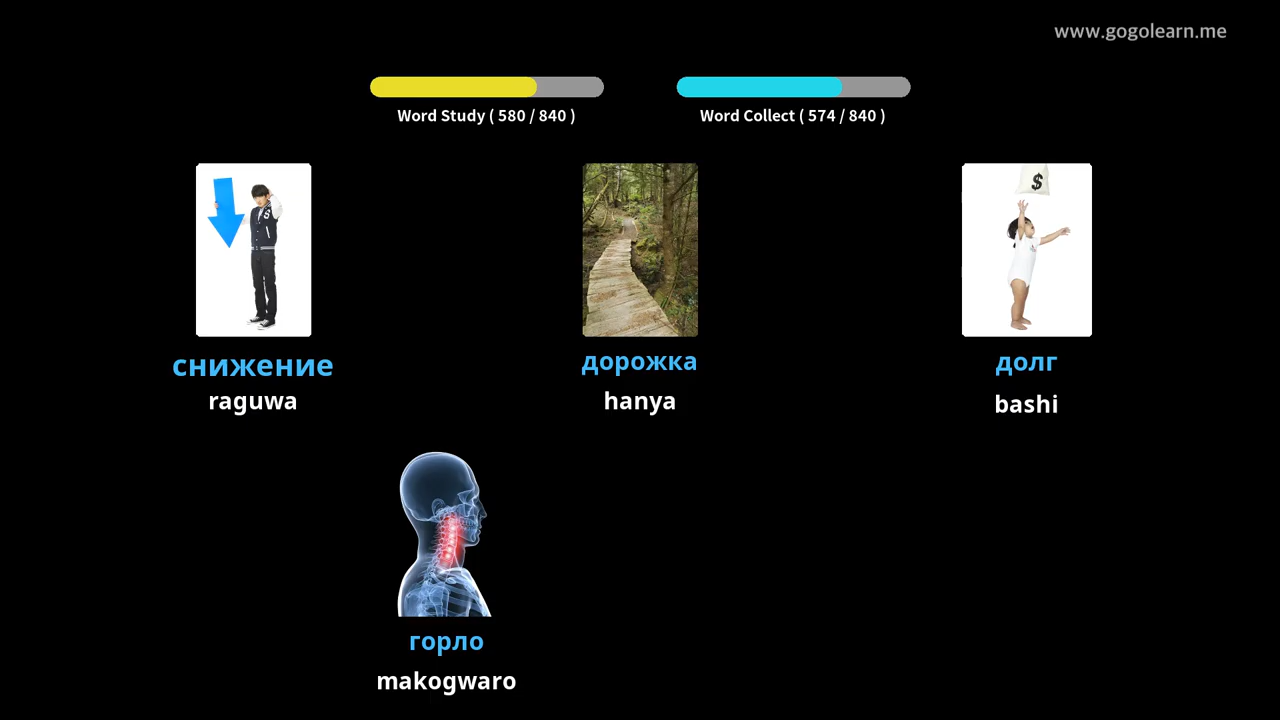 www.gogolearn.me
Word Study ( 580 / 840 )
Word Collect ( 574 / 840 )
$
S
снижение
дорожка
долг
raguwa
hanya
bashi
горло
makogwaro